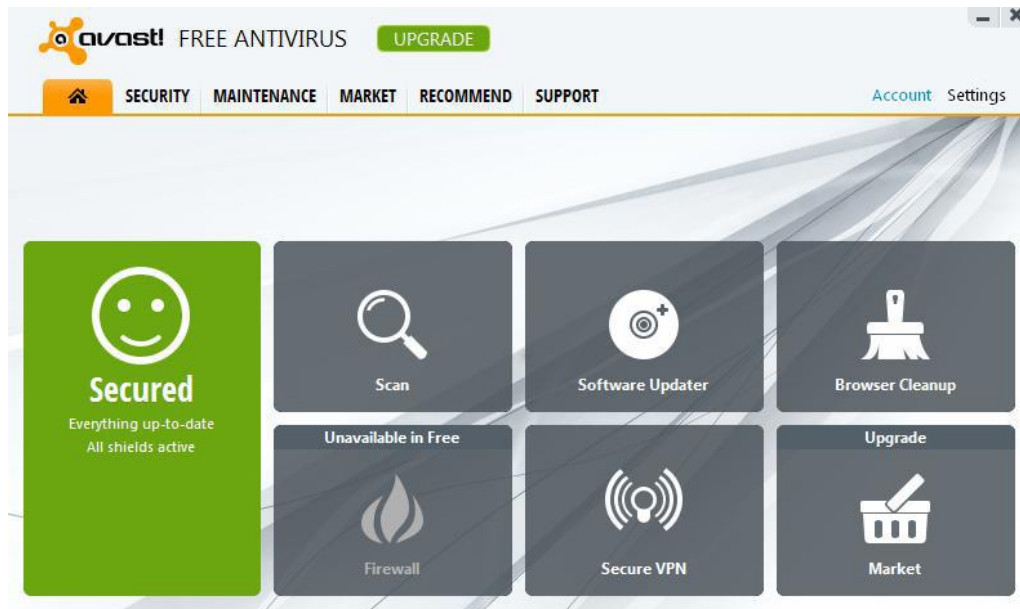 avast! FREE ANTIVIRUS UPGRADE
SECURITY MAINTENANCE MARKET RECOMMEND SUPPORT Account Settings
Secured
Everything up-to-date
All shields active
Scan
Software Updater
Browser Cleanup
Unavailable in Free
Firewall
Secure VPN
Upgrade
Market